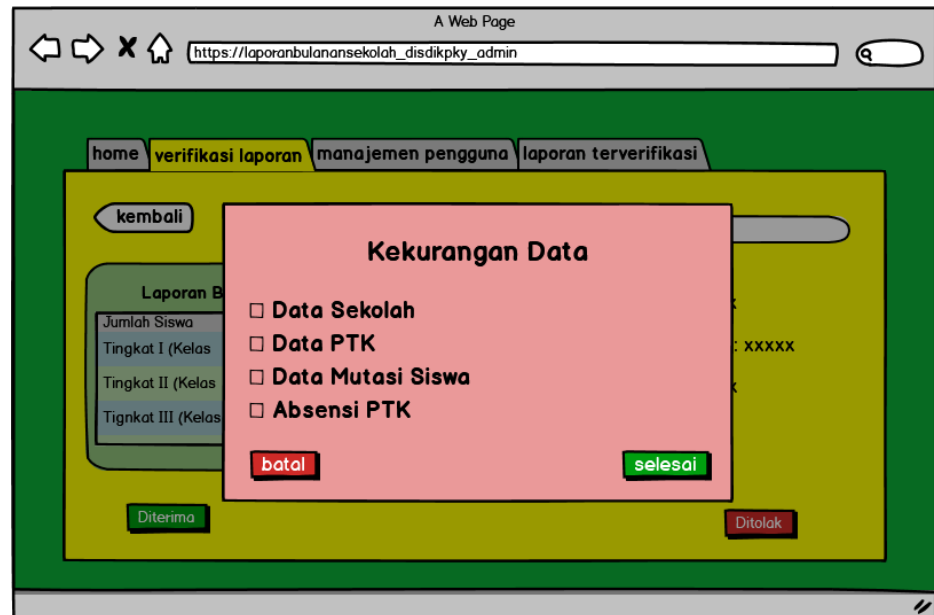 A Web Page
https://laporanbulanansekolah_disdikpky_admin
home verifikasi laporan manajemen pengguna laporan terverifikasi
kembali
Kekurangan Data
Laporan B
Jumlah Siswa
Tingkat I (Kelas
Tingkat II (Kelas
Tignkat III (Kelas
Data Sekolah
Data PTK
Data Mutasi Siswa
Absensi PTK
: xxxxx
batal
selesai
Diterima
Ditolak